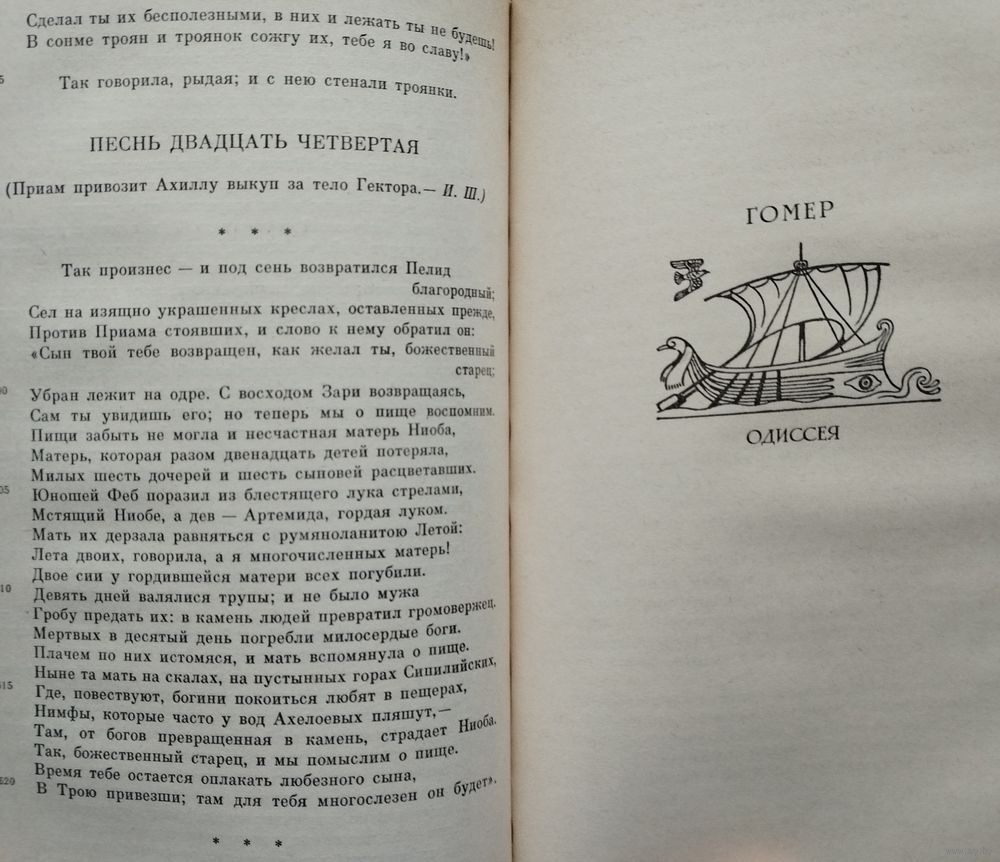 Сделал ты их бесполезными, в них и лежать ты не будешь!
В сонме троян и троянок сожгу их, тебе я во славу!»
5
Так говорила, рыдая; и с нею стенали троянки.
ПЕСНЬ ДВАДЦАТЬ ЧЕТВЕРТАЯ
(Приам привозит Ахиллу выкуп за тело Гектора.— И. Ш.)
* * *
Так произнес — и под сень возвратился Пелид
благородный;
Сел на изящно украшенных креслах, оставленных прежде,
Против Приама стоявших, и слово к нему обратил он:
«Сын твой тебе возвращен, как желал ты, божественный
старец;
00 Убран лежит на одре. С восходом Зари возвращаясь,
Сам ты увидишь его; но теперь мы о пище воспомним.
Пищи забыть не могла и несчастная матерь Ниоба,
Матерь, которая разом двенадцать детей потеряла,
Милых шесть дочерей и шесть сыновей расцветавших.
05 Юношей Феб поразил из блестящего лука стрелами,
Мстящий Ниобе, а дев — Артемида, гордая луком.
Мать их дерзала равняться с румяноланитою Летой:
Лета двоих, говорила, а я многочисленных матерь!
Двое сии у гордившейся матери всех погубили.
10 Девять дней валялися трупы; и не было мужа
Гробу предать их: в камень людей превратил громовержец.
Мертвых в десятый день погребли милосердые боги.
Плачем по них истомяся, и мать вспомянула о пище.
Ныне та мать на скалах, на пустынных горах Сипилийских,
615 Где, повествуют, богини покоиться любят в пещерах,
Нимфы, которые часто у вод Ахелоевых пляшут,—
Там, от богов превращенная в камень, страдает Ниоба.
Так, божественный старец, и мы помыслим о пище.
Время тебе остается оплакать любезного сына,
620 В Трою привезши; там для тебя многослезен он будет».
* * *
ГОМЕР
ОДИССЕЯ